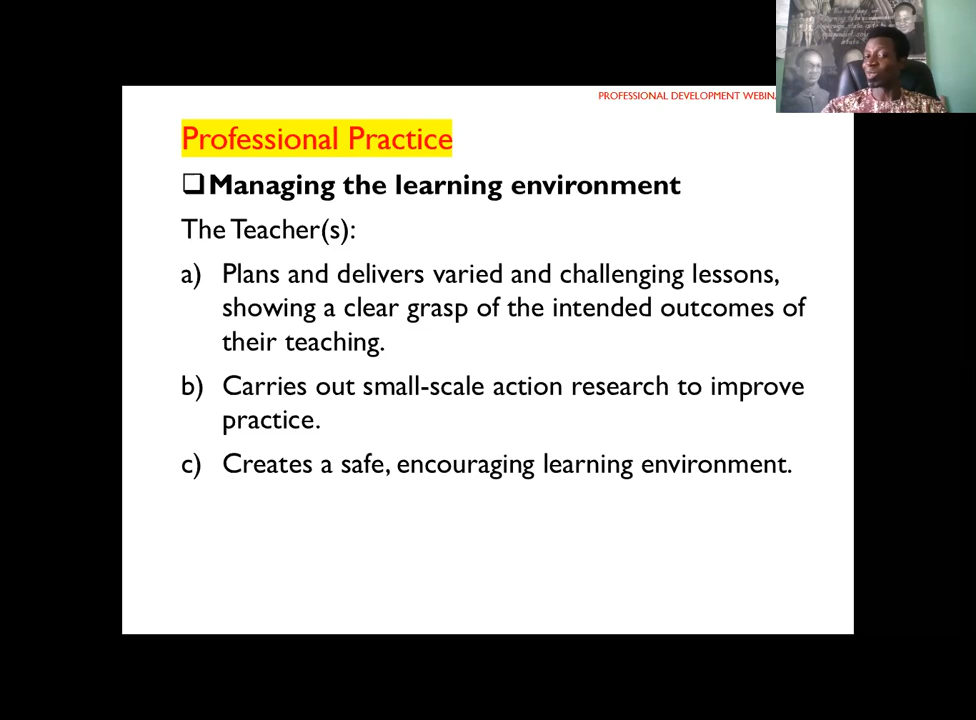 PROFESSIONAL DEVELOPMENT
Professional Practice
❑Managing the learning environment
The Teacher(s):
a) Plans and delivers varied and challenging lessons,
showing a clear grasp of the intended outcomes of
their teaching.
b) Carries out small-scale action research to improve
practice.
c) Creates a safe, encouraging learning environment.